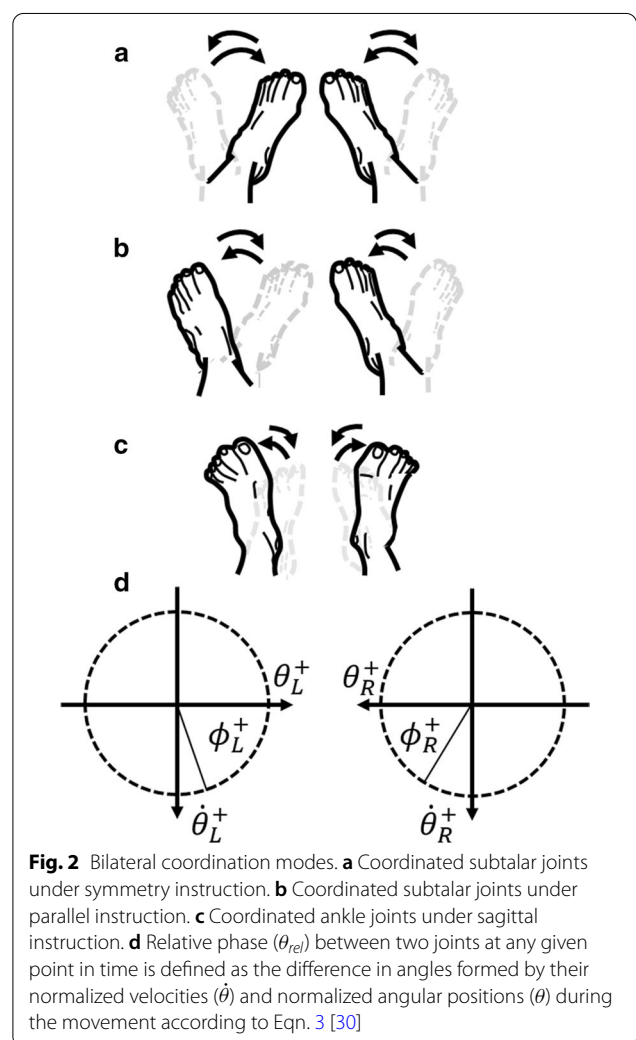 a
b
c
d
θ_L^+ θ_R^+
ϕ_L^+ ϕ_R^+
θ̇_L^+ θ̇_R^+
Fig. 2 Bilateral coordination modes. a Coordinated subtalar joints
under symmetry instruction. b Coordinated subtalar joints under
parallel instruction. c Coordinated ankle joints under sagittal
instruction. d Relative phase (θ_rel) between two joints at any given
point in time is defined as the difference in angles formed by their
normalized velocities (θ̇) and normalized angular positions (θ) during
the movement according to Eqn. 3 [30]